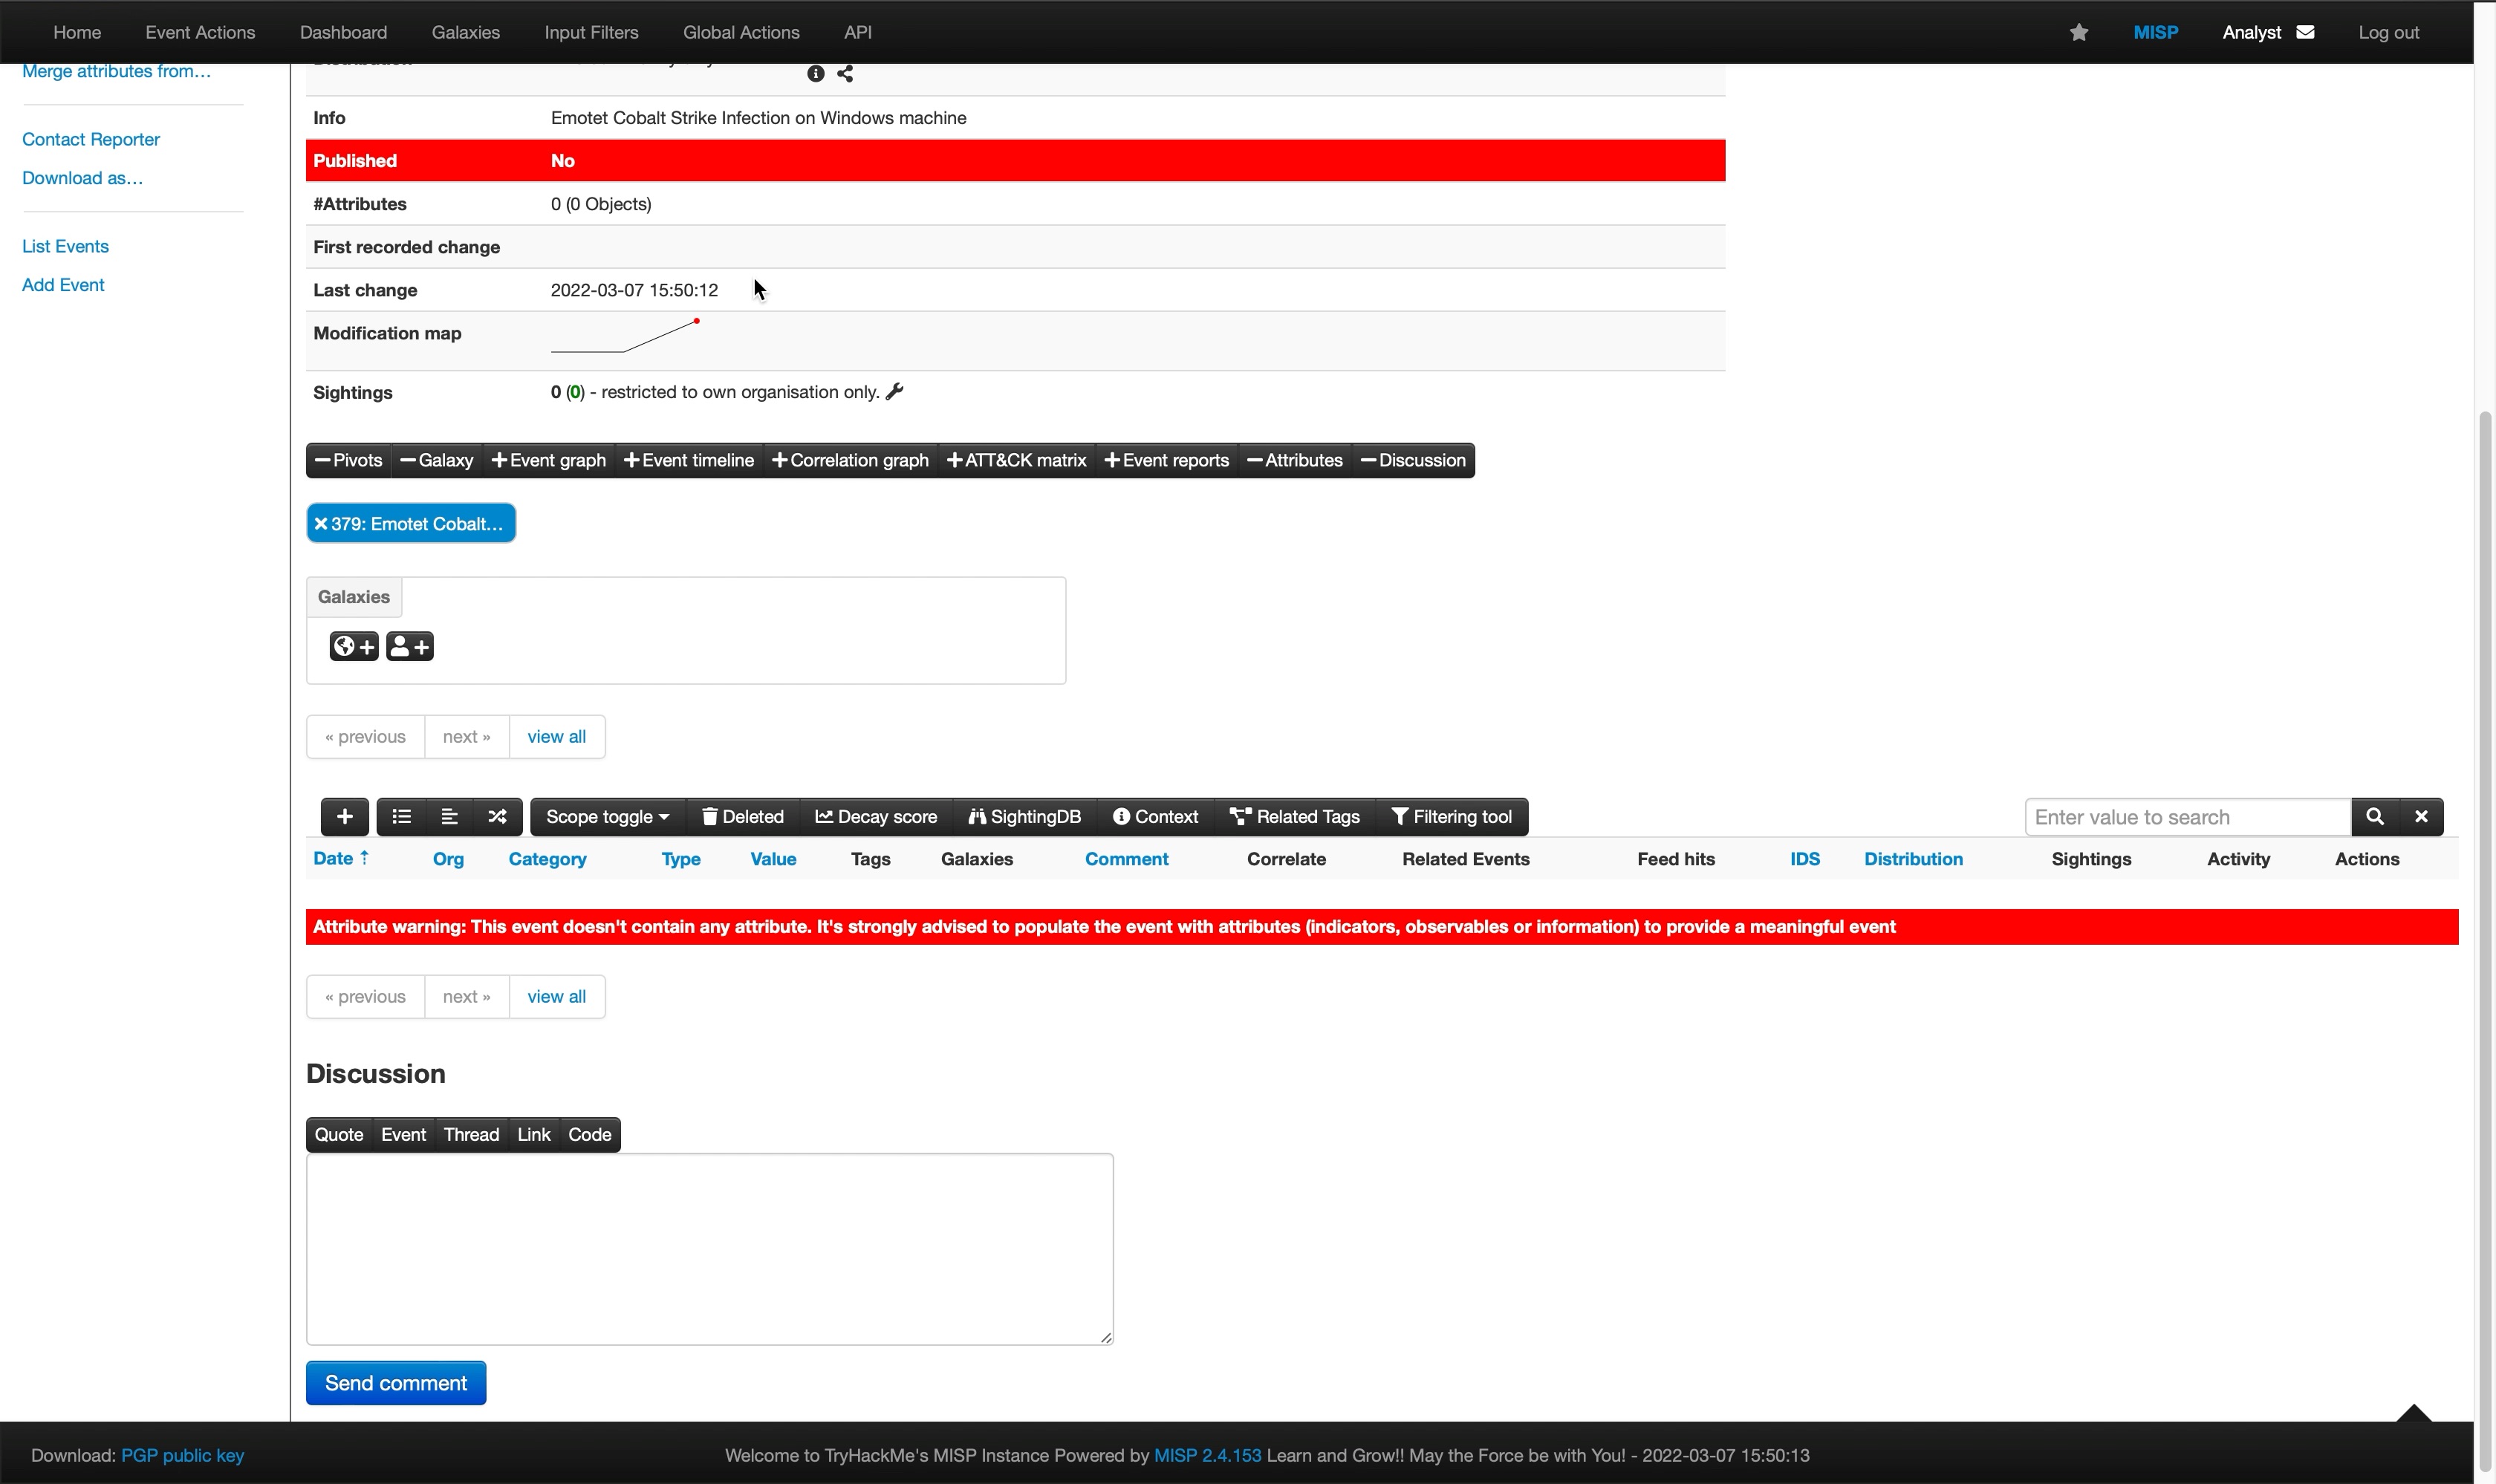 Home Event Actions Dashboard Galaxies Input Filters Global Actions API MISP Analyst Log out
Merge attributes from...
Contact Reporter
Download as...
List Events
Add Event
Info Emotet Cobalt Strike Infection on Windows machine
Published No
#Attributes 0 (0 Objects)
First recorded change
Last change 2022-03-07 15:50:12
Modification map
Sightings 0 (0) - restricted to own organisation only.
Pivots Galaxy Event graph Event timeline Correlation graph ATT&CK matrix Event reports Attributes Discussion
379: Emotet Cobalt...
Galaxies
« previous next » view all
Scope toggle Deleted Decay score SightingDB Context Related Tags Filtering tool Enter value to search
Date Org Category Type Value Tags Galaxies Comment Correlate Related Events Feed hits IDS Distribution Sightings Activity Actions
Attribute warning: This event doesn't contain any attribute. It's strongly advised to populate the event with attributes (indicators, observables or information) to provide a meaningful event
« previous next » view all
Discussion
Quote Event Thread Link Code
Send comment
Download: PGP public key Welcome to TryHackMe's MISP Instance Powered by MISP 2.4.153 Learn and Grow!! May the Force be with You! - 2022-03-07 15:50:13